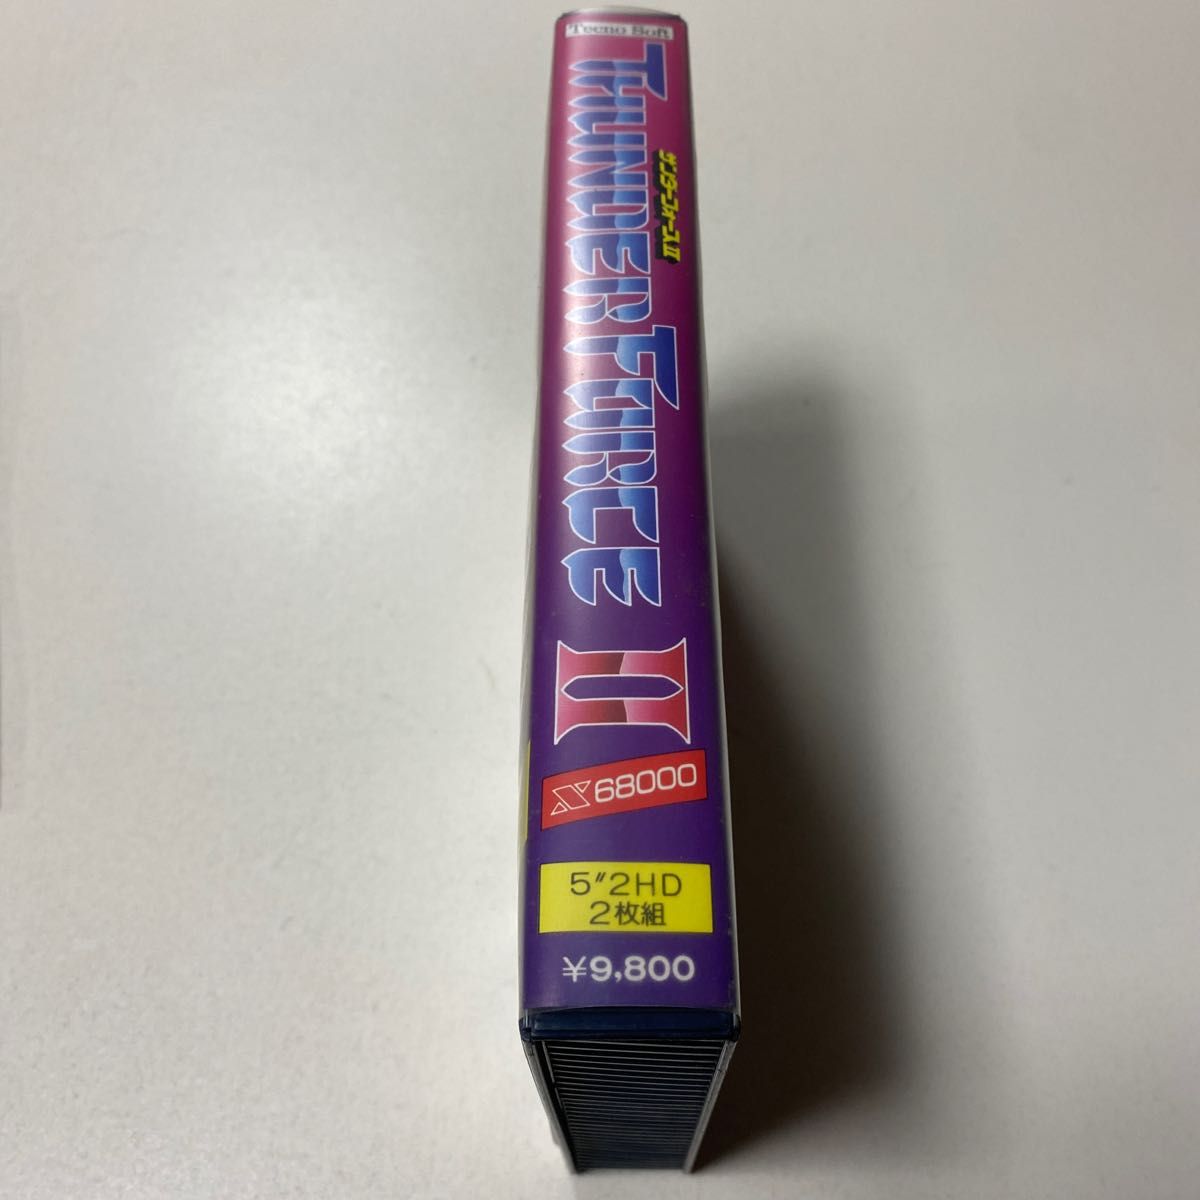 Tecno Soft
THUNDER FORCE II
サンダーフォースII
X68000
5″2HD
2枚組
¥9,800